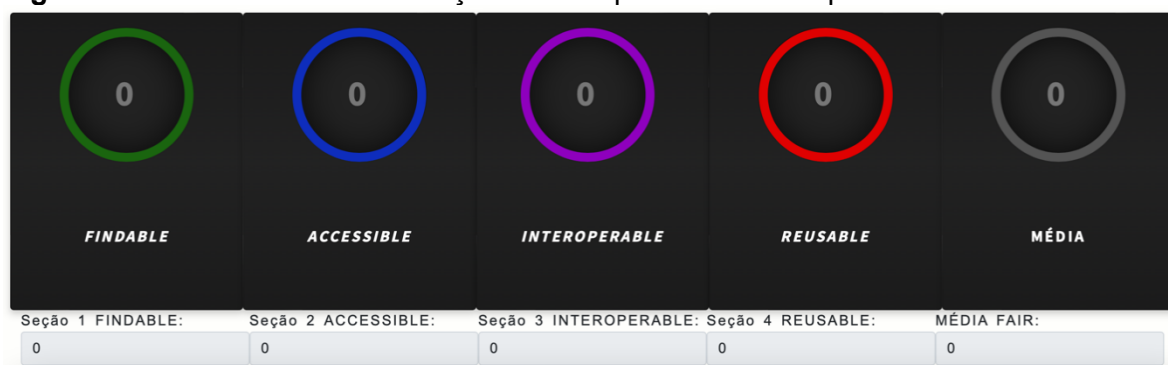 0 0 0 0 0
FINDABLE ACCESSIBLE INTEROPERABLE REUSABLE MÉDIA
Seção 1 FINDABLE: Seção 2 ACCESSIBLE: Seção 3 INTEROPERABLE: Seção 4 REUSABLE: MÉDIA FAIR:
0 0 0 0 0